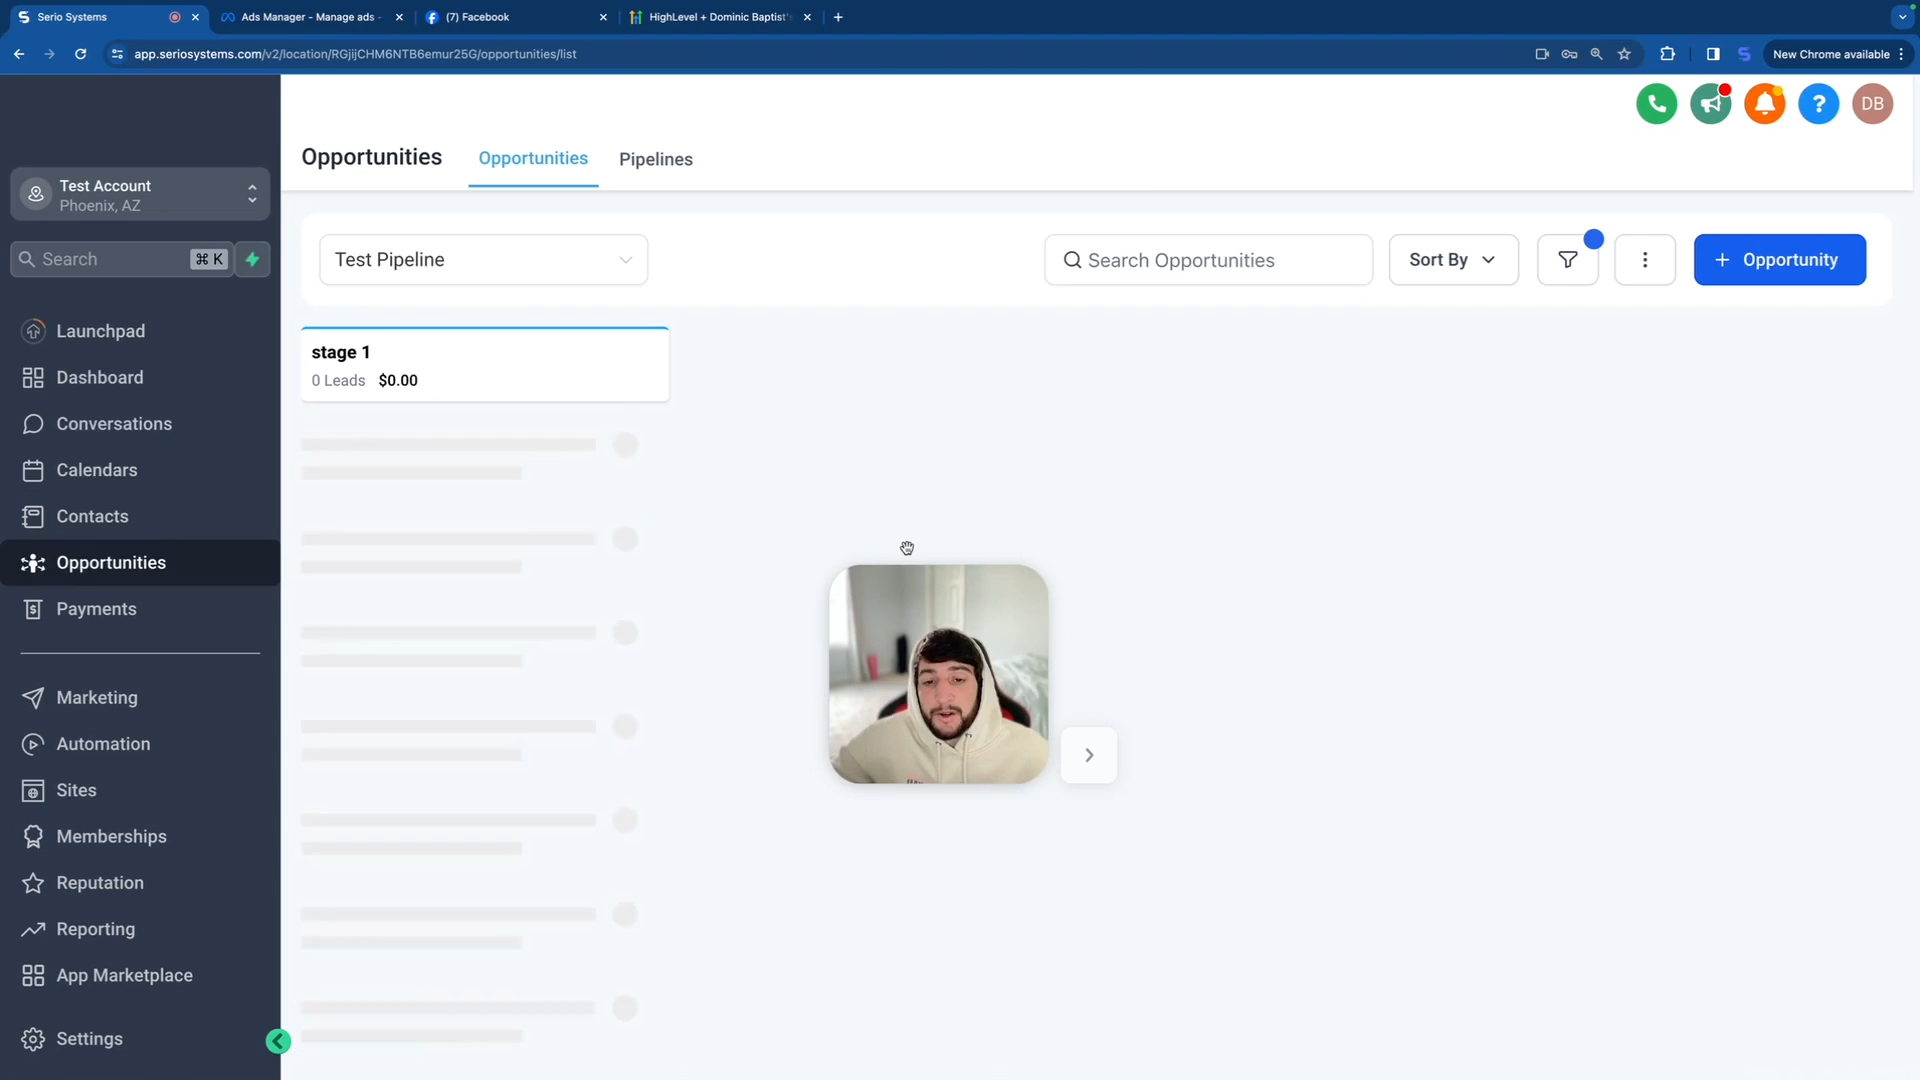 Serio Systems
Ads Manager - Manage ads -
(7) Facebook
HighLevel + Dominic Baptist's
app.seriosystems.com/v2/location/RGjijCHM6NTB6emur25G/opportunities/list
New Chrome available
DB
Opportunities
Opportunities
Pipelines
Test Account
Phoenix, AZ
Search
⌘ K
Test Pipeline
Search Opportunities
Sort By
+ Opportunity
stage 1
0 Leads $0.00
Launchpad
Dashboard
Conversations
Calendars
Contacts
Opportunities
Payments
Marketing
Automation
Sites
Memberships
Reputation
Reporting
App Marketplace
Settings